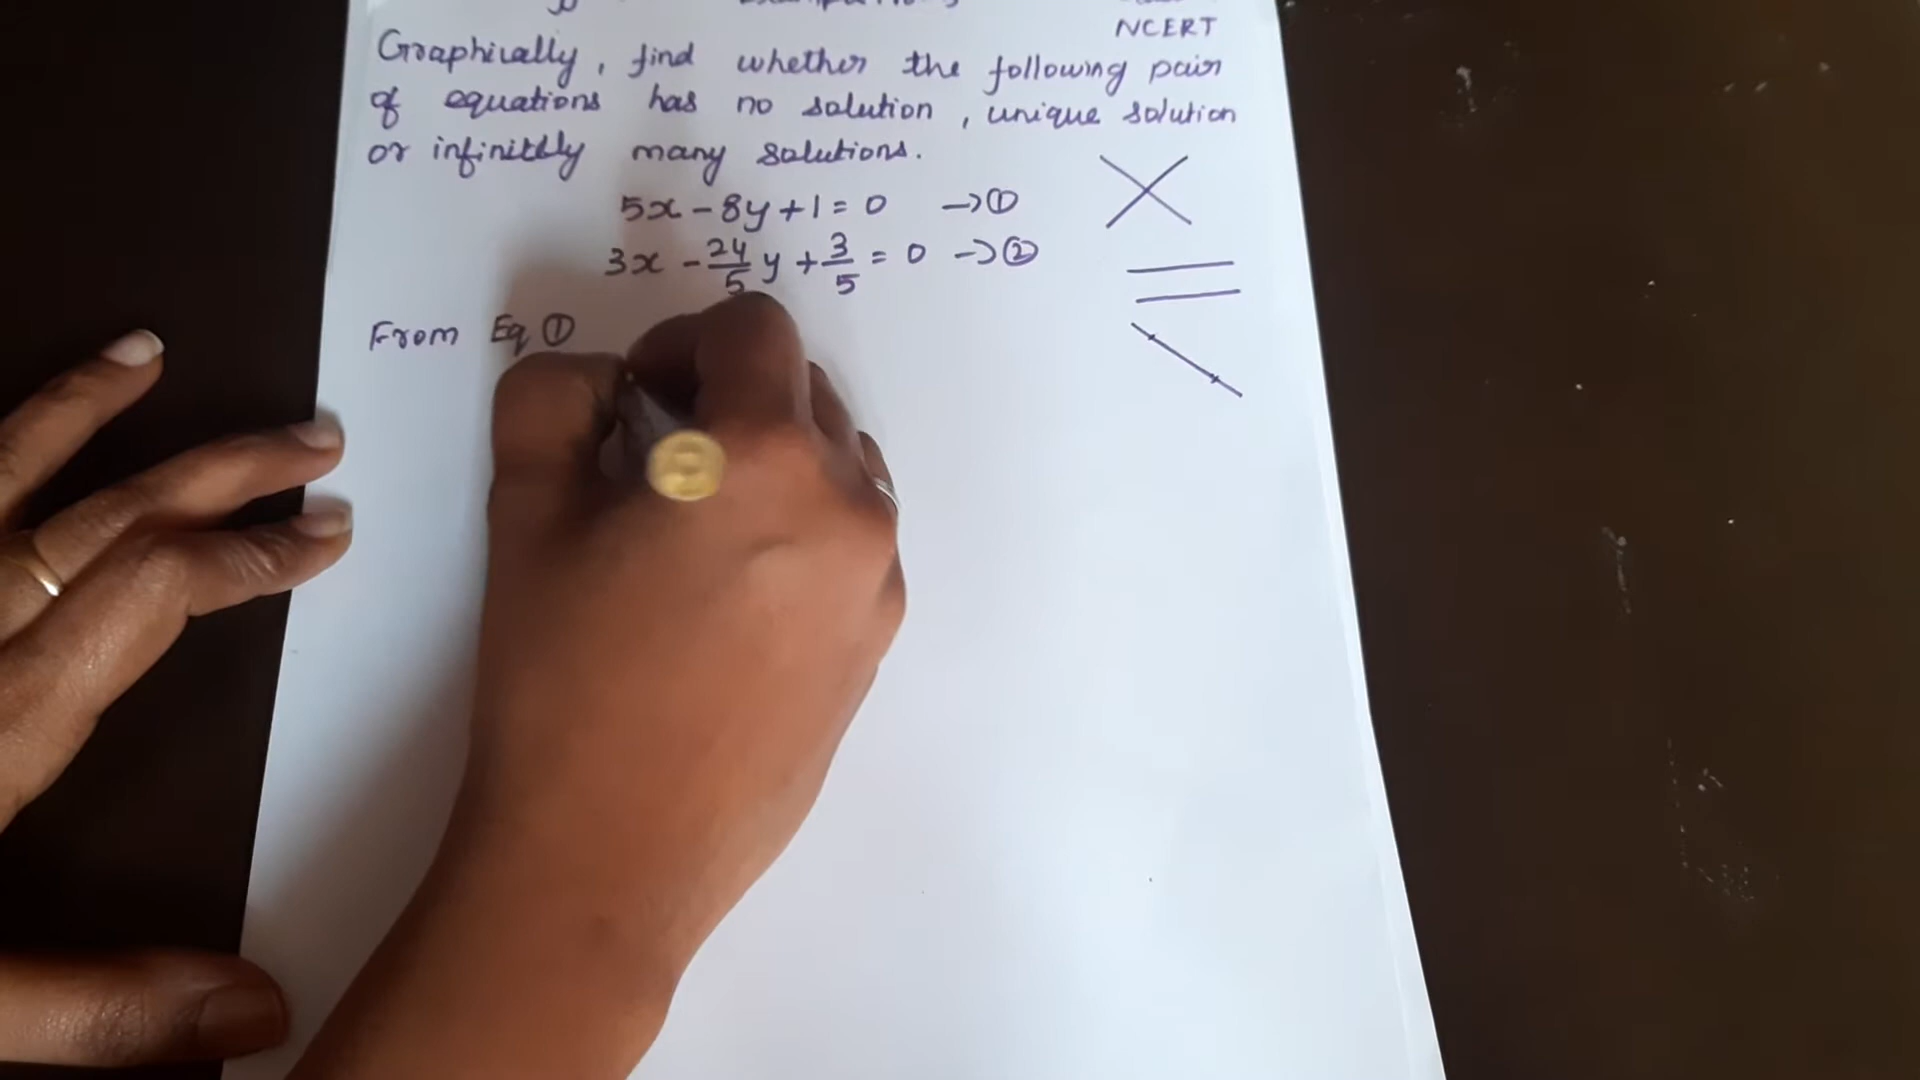 NCERT
Graphically, find whether the following pair
of equations has no solution, unique solution
or infinitely many solutions.
5x - 8y + 1 = 0 → ①
3x - 24/5 y + 3/5 = 0 → ②
From Eq ①